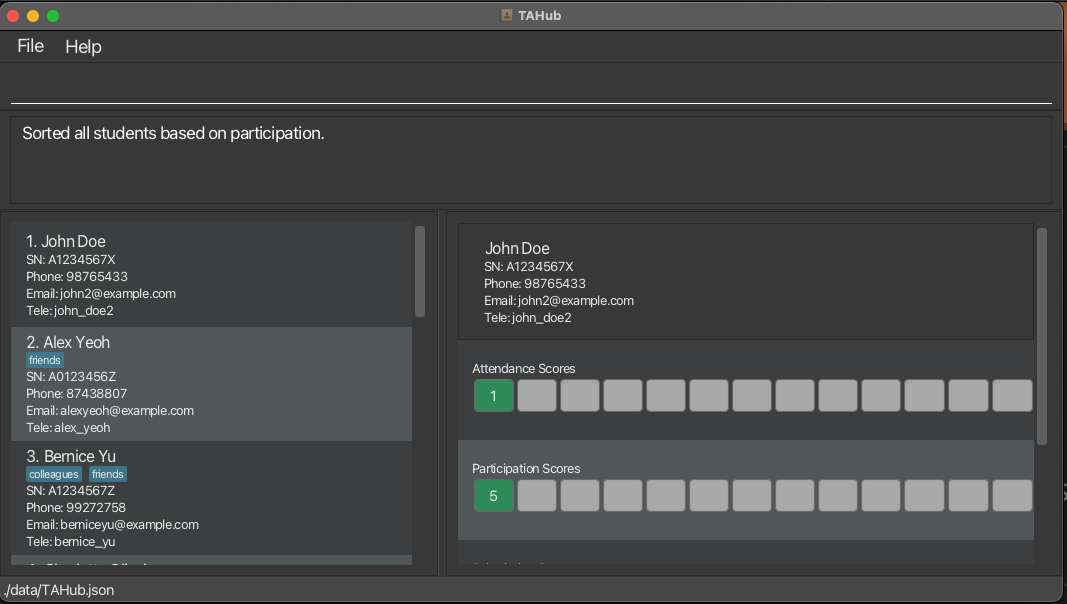 TAHub
File Help
Sorted all students based on participation.
1. John Doe
SN: A1234567X
Phone: 98765433
Email: john2@example.com
Tele: john_doe2
2. Alex Yeoh
friends
SN: A0123456Z
Phone: 87438807
Email: alexyeoh@example.com
Tele: alex_yeoh
3. Bernice Yu
colleagues friends
SN: A1234567Z
Phone: 99272758
Email: berniceyu@example.com
Tele: bernice_yu
John Doe
SN: A1234567X
Phone: 98765433
Email: john2@example.com
Tele: john_doe2
Attendance Scores
1
Participation Scores
5
./data/TAHub.json